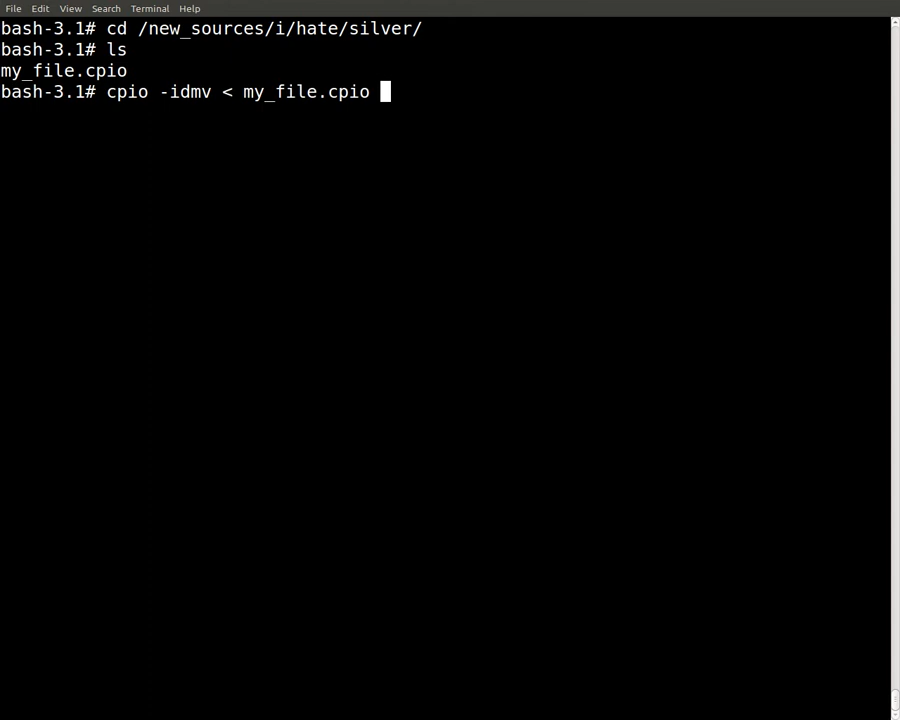 File Edit View Search Terminal Help
bash-3.1# cd /new_sources/i/hate/silver/
bash-3.1# ls
my_file.cpio
bash-3.1# cpio -idmv < my_file.cpio